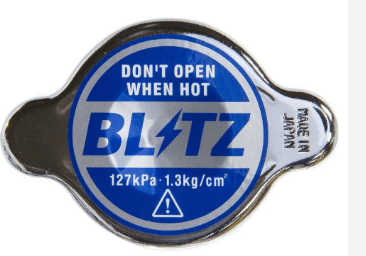 DON'T OPEN
WHEN HOT
BLITZ
127kPa·1.3kg/cm²
MADE IN
JAPAN